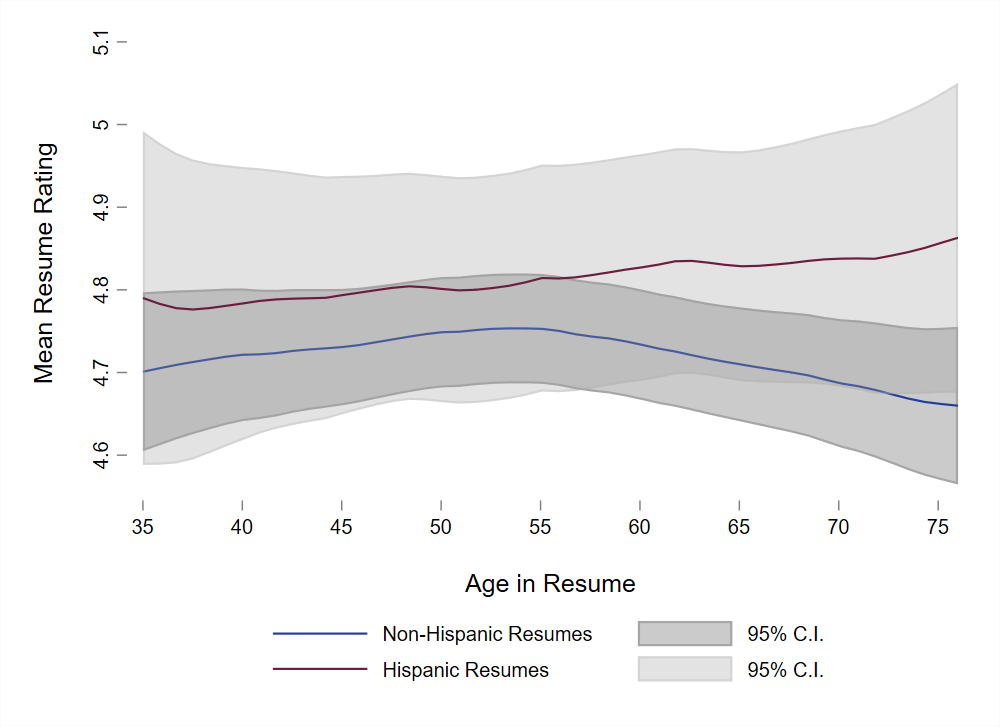 5.1
5
4.9
4.8
4.7
4.6
Mean Resume Rating
35 40 45 50 55 60 65 70 75
Age in Resume
Non-Hispanic Resumes 95% C.I.
Hispanic Resumes 95% C.I.